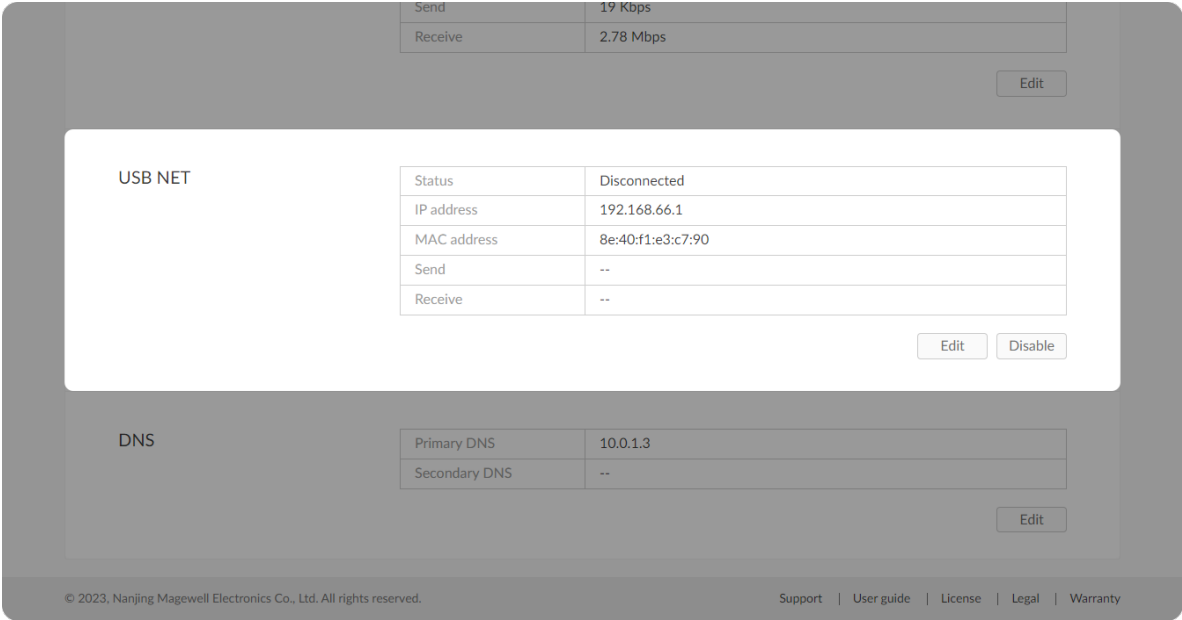 Send 19 Kbps
Receive 2.78 Mbps
Edit
USB NET
Status Disconnected
IP address 192.168.66.1
MAC address 8e:40:f1:e3:c7:90
Send --
Receive --
Edit Disable
DNS
Primary DNS 10.0.1.3
Secondary DNS --
Edit
© 2023, Nanjing Magewell Electronics Co., Ltd. All rights reserved. Support | User guide | License | Legal | Warranty